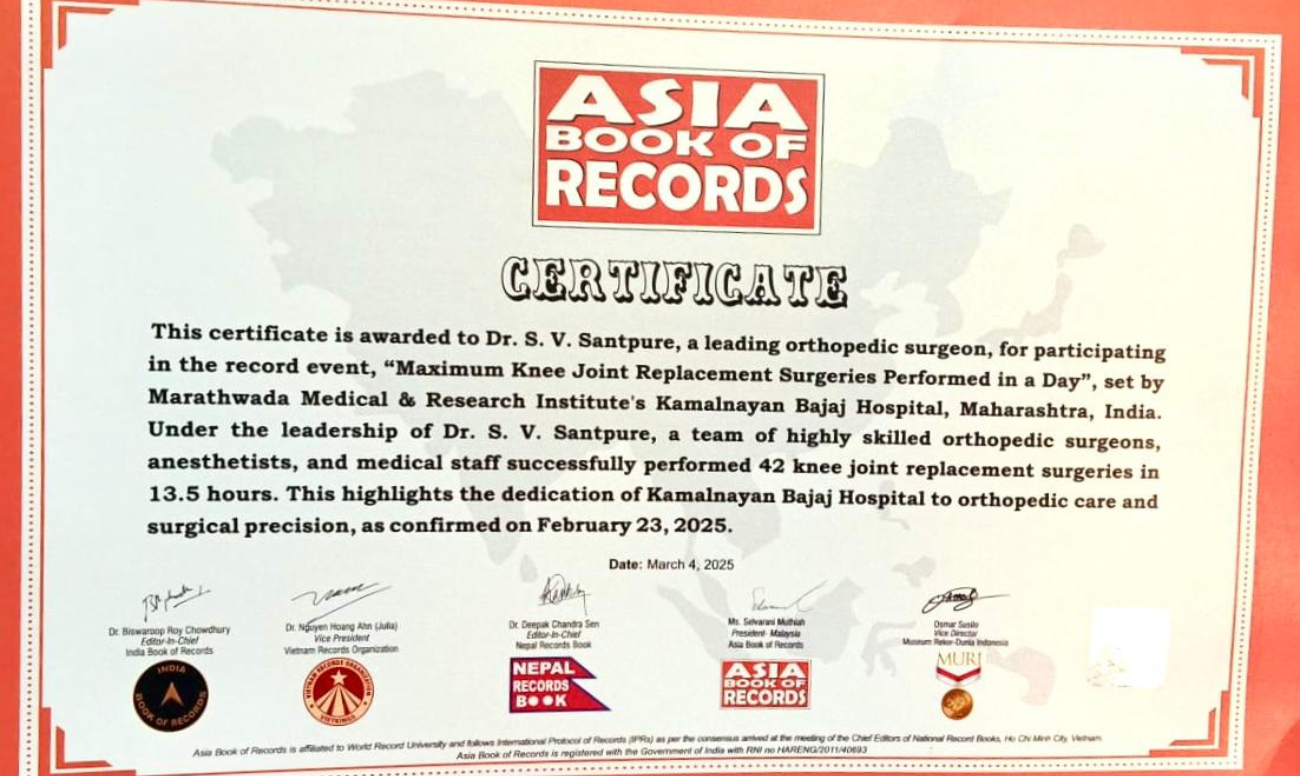 ASIA
BOOK OF
RECORDS
CERTIFICATE
This certificate is awarded to Dr. S. V. Santpure, a leading orthopedic surgeon, for participating
in the record event, “Maximum Knee Joint Replacement Surgeries Performed in a Day”, set by
Marathwada Medical & Research Institute's Kamalnayan Bajaj Hospital, Maharashtra, India.
Under the leadership of Dr. S. V. Santpure, a team of highly skilled orthopedic surgeons,
anesthetists, and medical staff successfully performed 42 knee joint replacement surgeries in
13.5 hours. This highlights the dedication of Kamalnayan Bajaj Hospital to orthopedic care and
surgical precision, as confirmed on February 23, 2025.
Date: March 4, 2025
Dr. Biswaroop Roy Chowdhury
Editor-In-Chief
India Book of Records
INDIA
BOOK OF RECORDS
Dr. Nguyen Hoang Ahn (Julia)
Vice President
Vietnam Records Organization
VIETNAM RECORDS ORGANIZATION
VIETKINGS
Dr. Deepak Chandra Sen
Editor-In-Chief
Nepal Records Book
NEPAL
RECORDS
BOOK
Ms. Selvarani Muthiah
President- Malaysia
Asia Book of Records
ASIA
BOOK OF
RECORDS
Osmar Susilo
Vice Director
Museum Rekor-Dunia Indonesia
MURI
Asia Book of Records is affiliated to World Record University and follows International Protocol of Records (IPRs) as per the consensus arrived at the meeting of the Chief Editors of National Record Books, Ho Chi Minh City, Vietnam.
Asia Book of Records is registered with the Government of India with RNI no HARENG/2011/40693